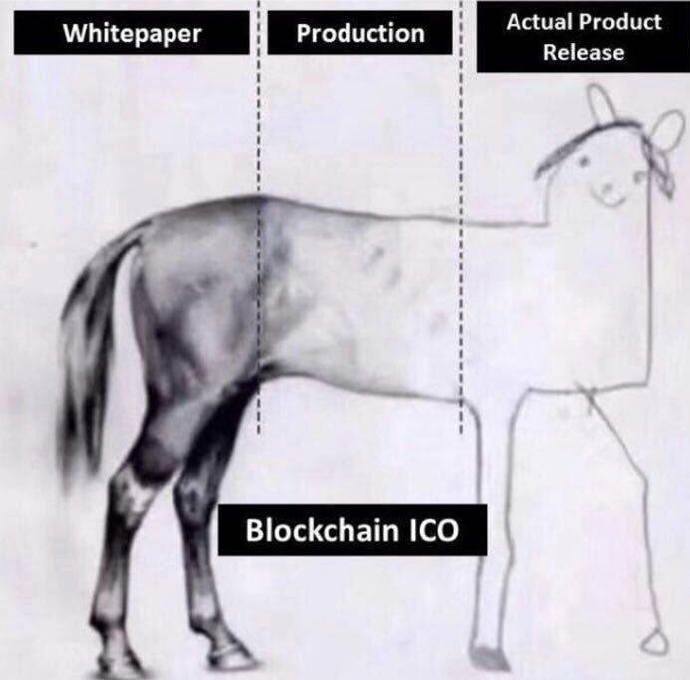 Whitepaper
Production
Actual Product
Release
Blockchain ICO